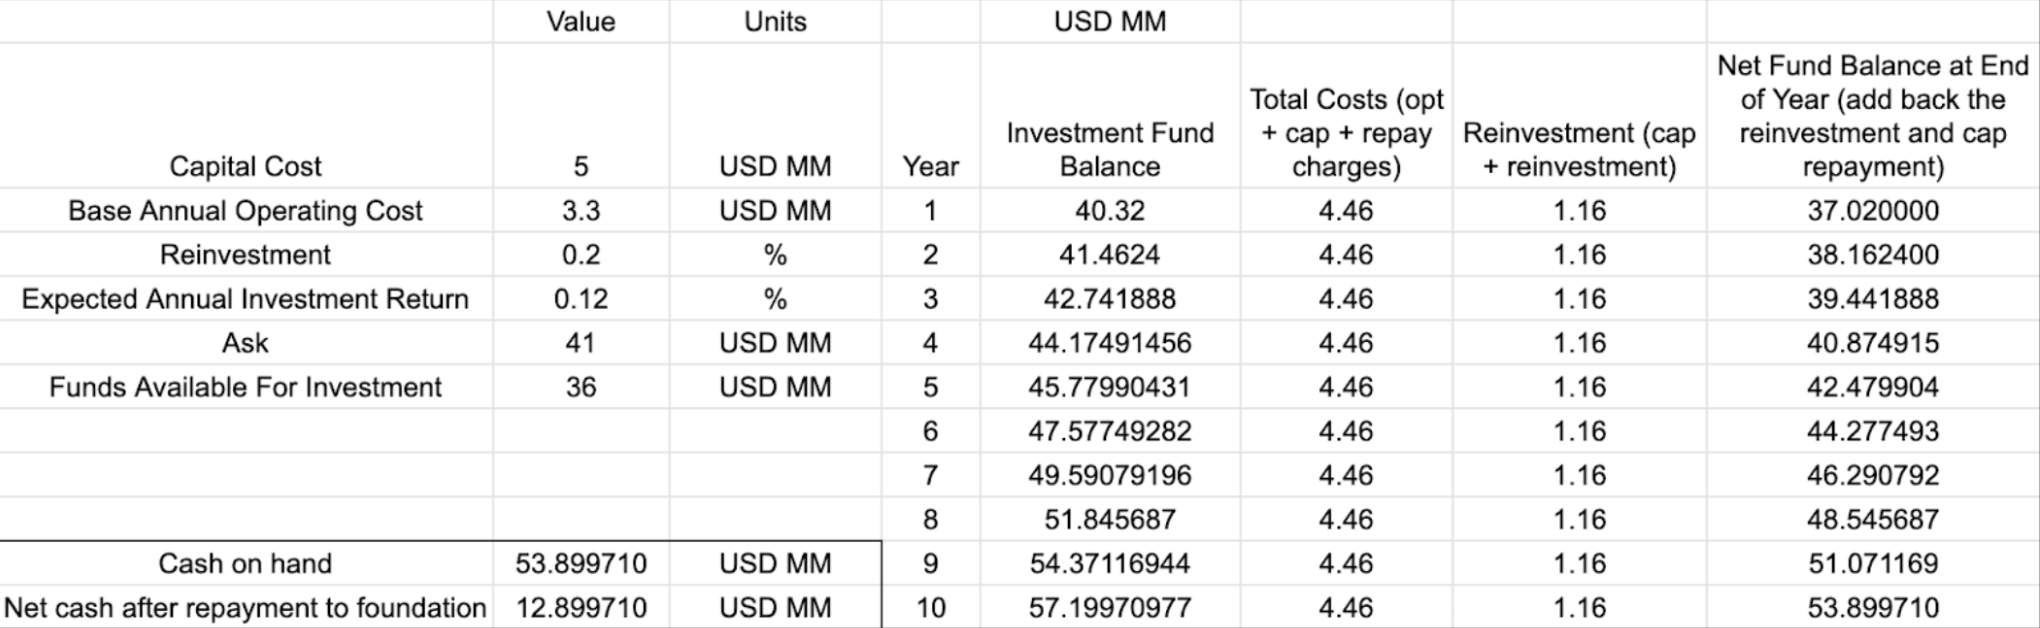 Value Units USD MM
Capital Cost 5 USD MM Year Investment Fund Balance Total Costs (opt + cap + repay charges) Reinvestment (cap + reinvestment) Net Fund Balance at End of Year (add back the reinvestment and cap repayment)
Base Annual Operating Cost 3.3 USD MM 1 40.32 4.46 1.16 37.020000
Reinvestment 0.2 % 2 41.4624 4.46 1.16 38.162400
Expected Annual Investment Return 0.12 % 3 42.741888 4.46 1.16 39.441888
Ask 41 USD MM 4 44.17491456 4.46 1.16 40.874915
Funds Available For Investment 36 USD MM 5 45.77990431 4.46 1.16 42.479904
6 47.57749282 4.46 1.16 44.277493
7 49.59079196 4.46 1.16 46.290792
8 51.845687 4.46 1.16 48.545687
Cash on hand 53.899710 USD MM 9 54.37116944 4.46 1.16 51.071169
Net cash after repayment to foundation 12.899710 USD MM 10 57.19970977 4.46 1.16 53.899710